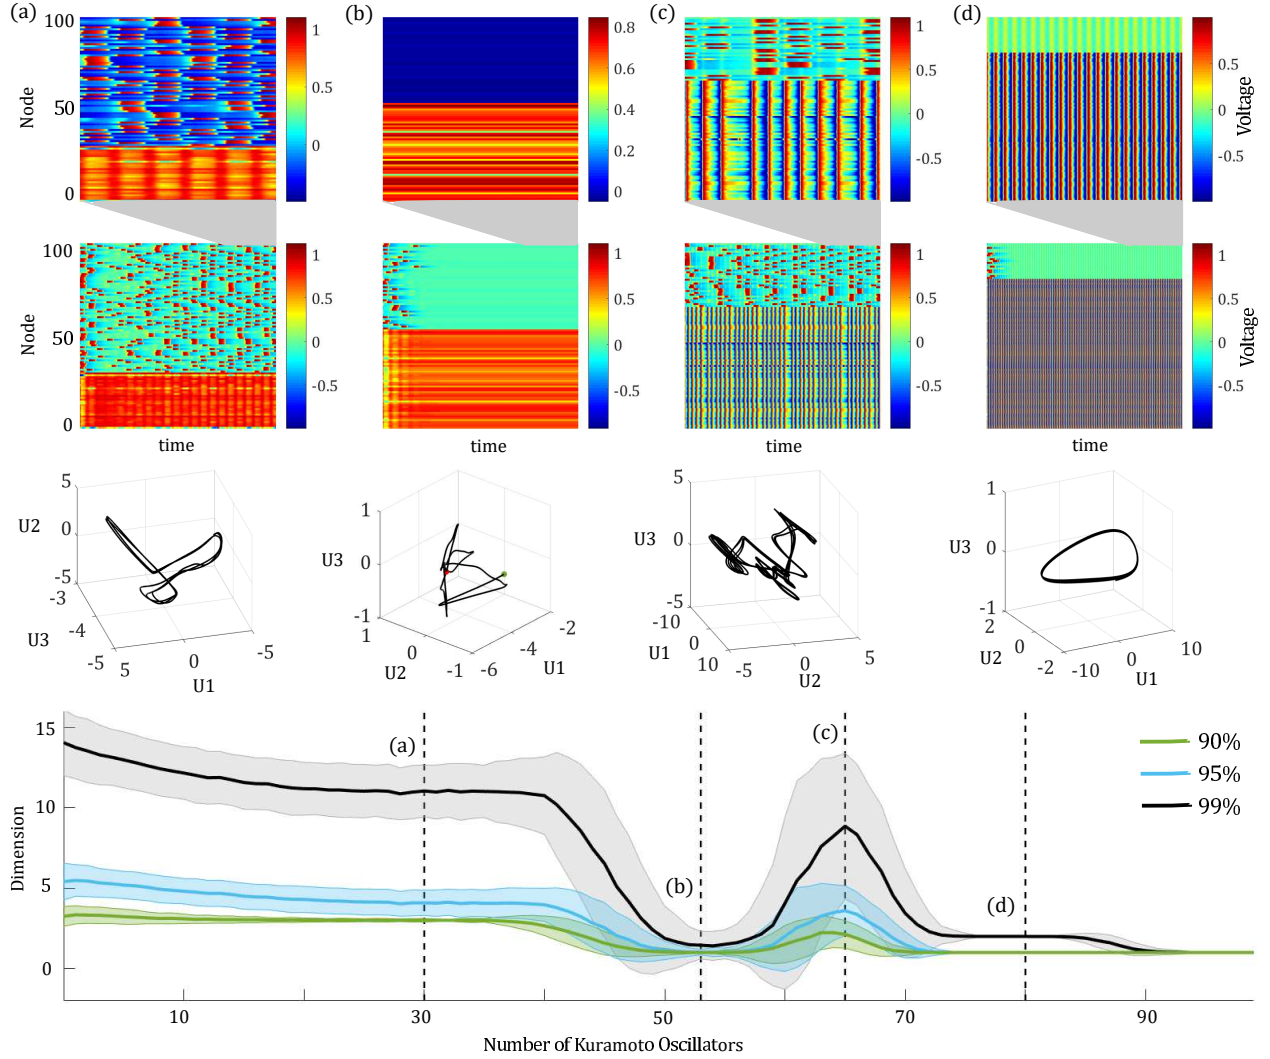 (a) (b) (c) (d)
100 1 0.8 1
50 0.5 0.6 0.5 0.5
Node 0.4 0 0 Voltage
0 0.2 -0.5 -0.5
0 0
100 1 1 1 1
50 0.5 0.5 0.5 0.5
Node 0 0 0 0 Voltage
0 -0.5 -0.5 -0.5 -0.5
time time time time
5 1 5 1
U2 0 U3 0 U3 0 U3 0
-5 -1 -5 -1
-3 -4 -5 U3 5 0 -5 U1
1 0 -1 U2 -6 -4 -2 U1
-10 0 10 U1 -5 0 5 U2
2 0 -2 U2 -10 0 10 U1
15
10
5
0
Dimension
(a) (b) (c) (d)
90%
95%
99%
10 30 50 70 90
Number of Kuramoto Oscillators